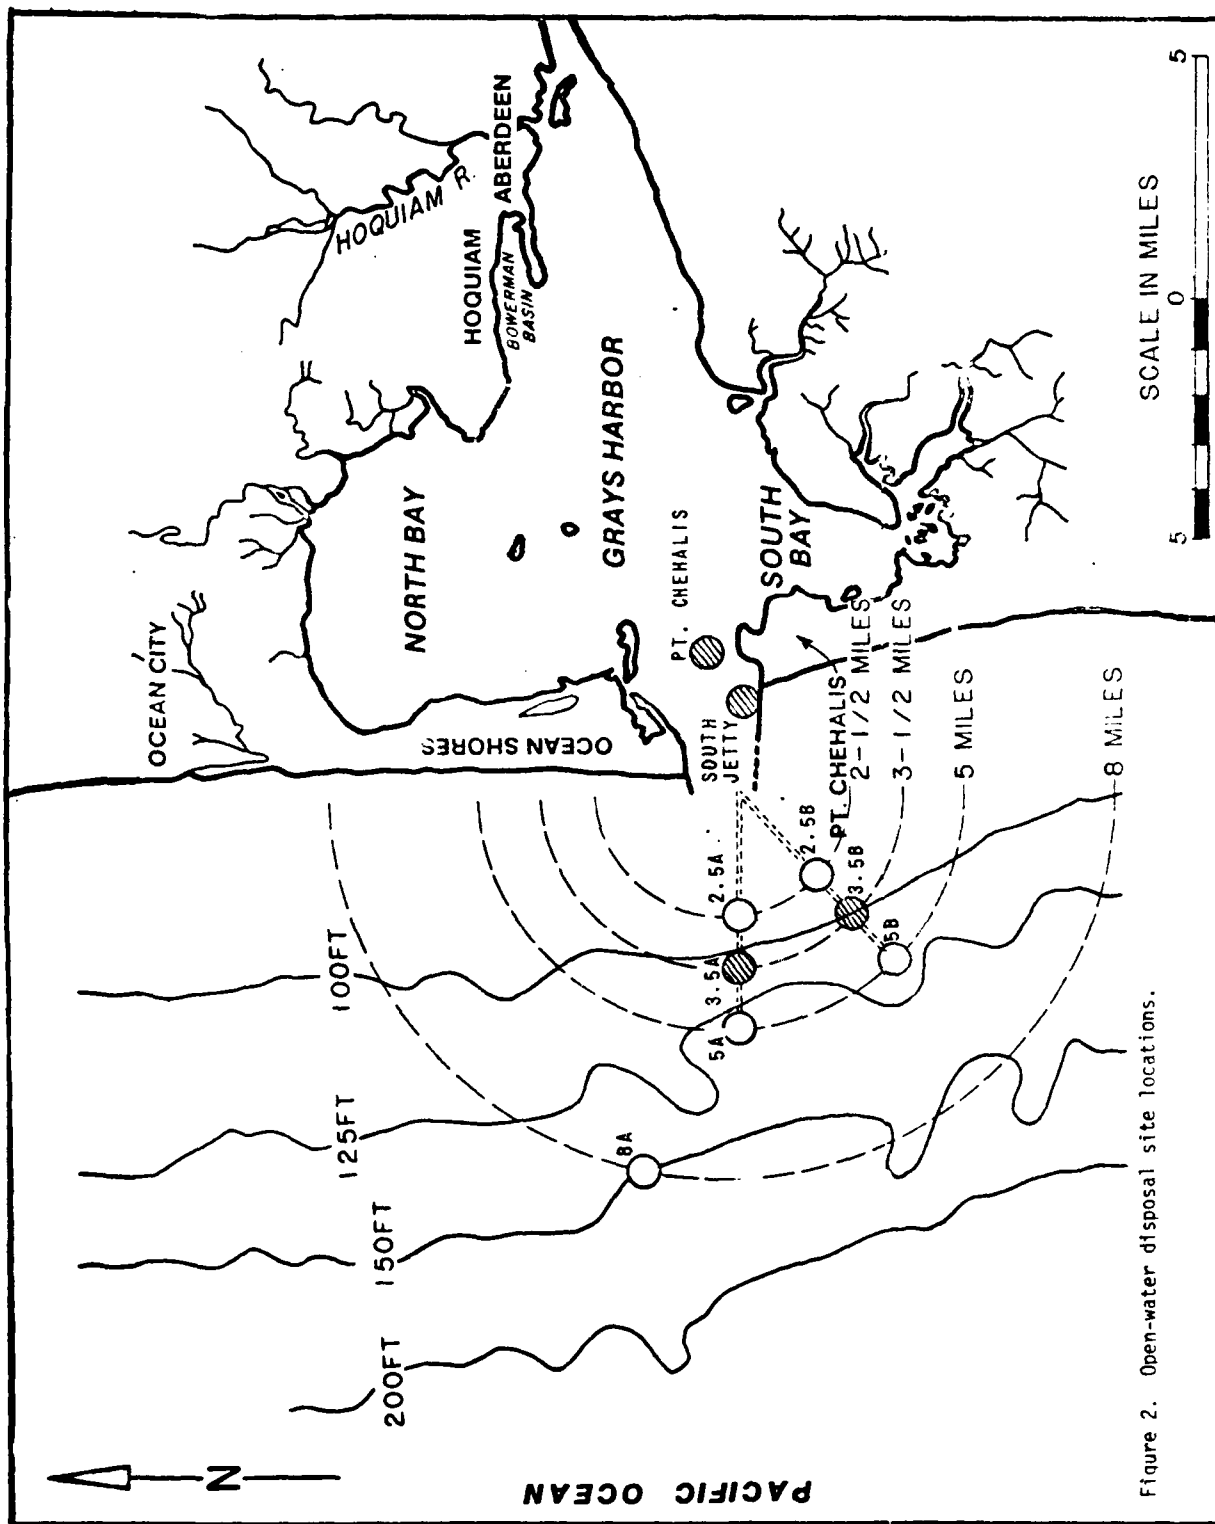 OCEAN CITY
HOQUIAM R.
HOQUIAM
BOWERMAN
BASIN
ABERDEEN
NORTH BAY
GRAYS HARBOR
OCEAN SHORES
PT. CHEHALIS
SOUTH
JETTY
SOUTH
BAY
PT. CHEHALIS
2-1/2 MILES
3-1/2 MILES
5 MILES
8 MILES
2.5A
3.5A
5A
2.5B
3.5B
5B
8A
100FT
125FT
150FT
200FT
N
PACIFIC OCEAN
5 0 5
SCALE IN MILES
Figure 2. Open-water disposal site locations.